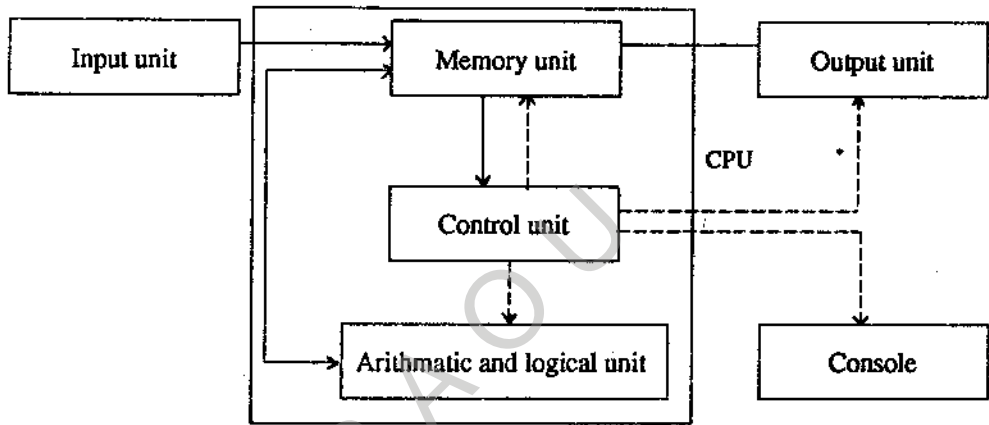 Input unit
Memory unit
Output unit
CPU
Control unit
Arithmatic and logical unit
Console
A O U